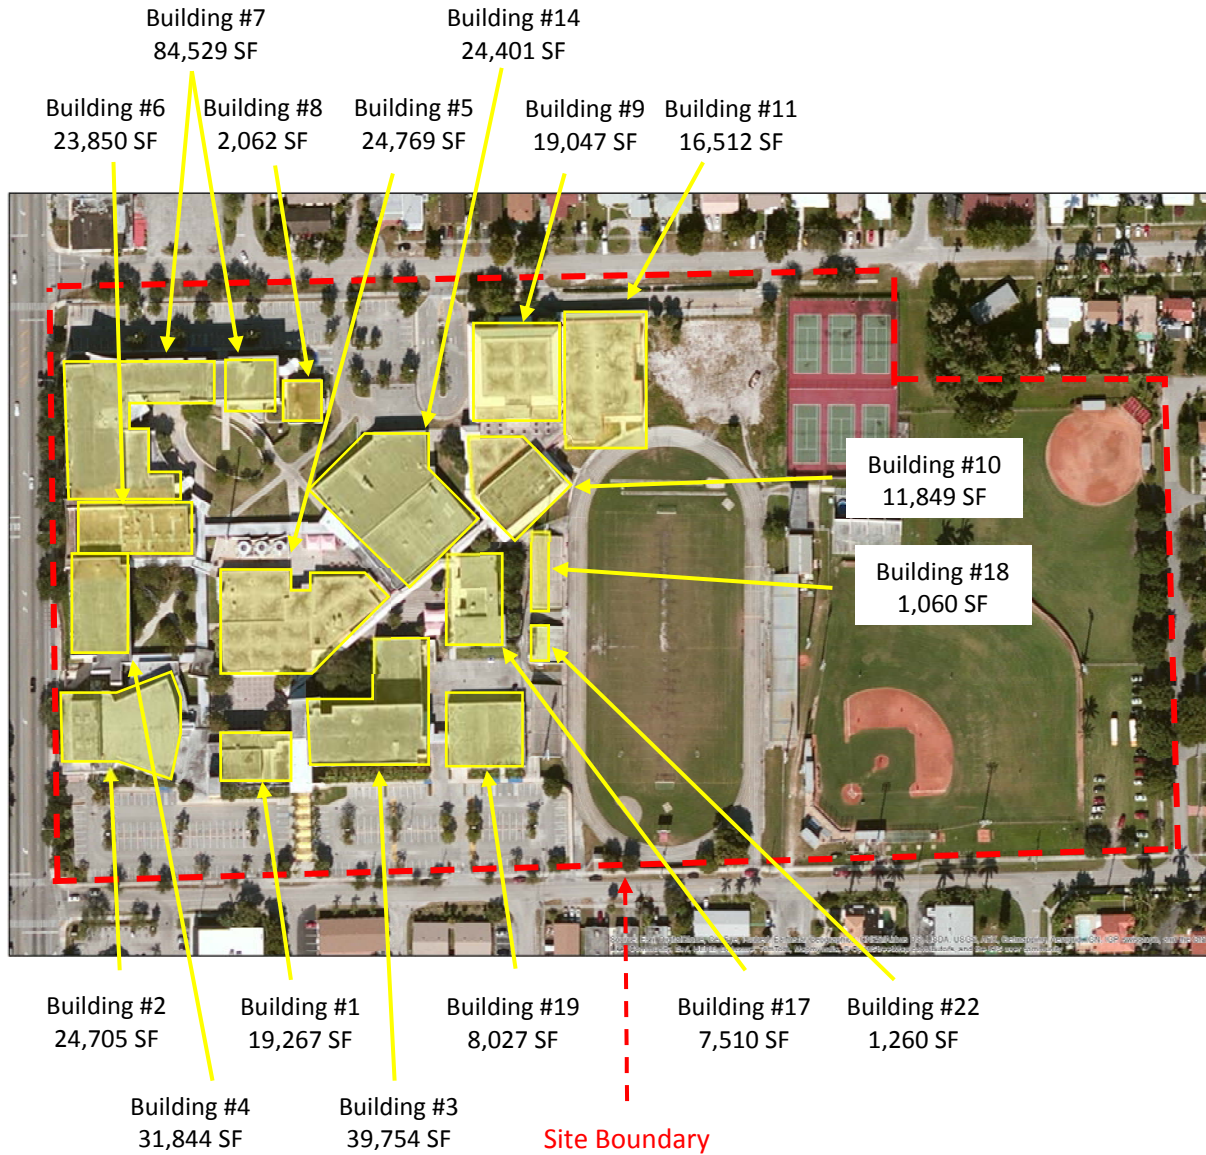 Building #7
84,529 SF
Building #14
24,401 SF
Building #6
23,850 SF
Building #8
2,062 SF
Building #5
24,769 SF
Building #9
19,047 SF
Building #11
16,512 SF
Building #10
11,849 SF
Building #18
1,060 SF
Building #2
24,705 SF
Building #1
19,267 SF
Building #19
8,027 SF
Building #17
7,510 SF
Building #22
1,260 SF
Building #4
31,844 SF
Building #3
39,754 SF
Site Boundary